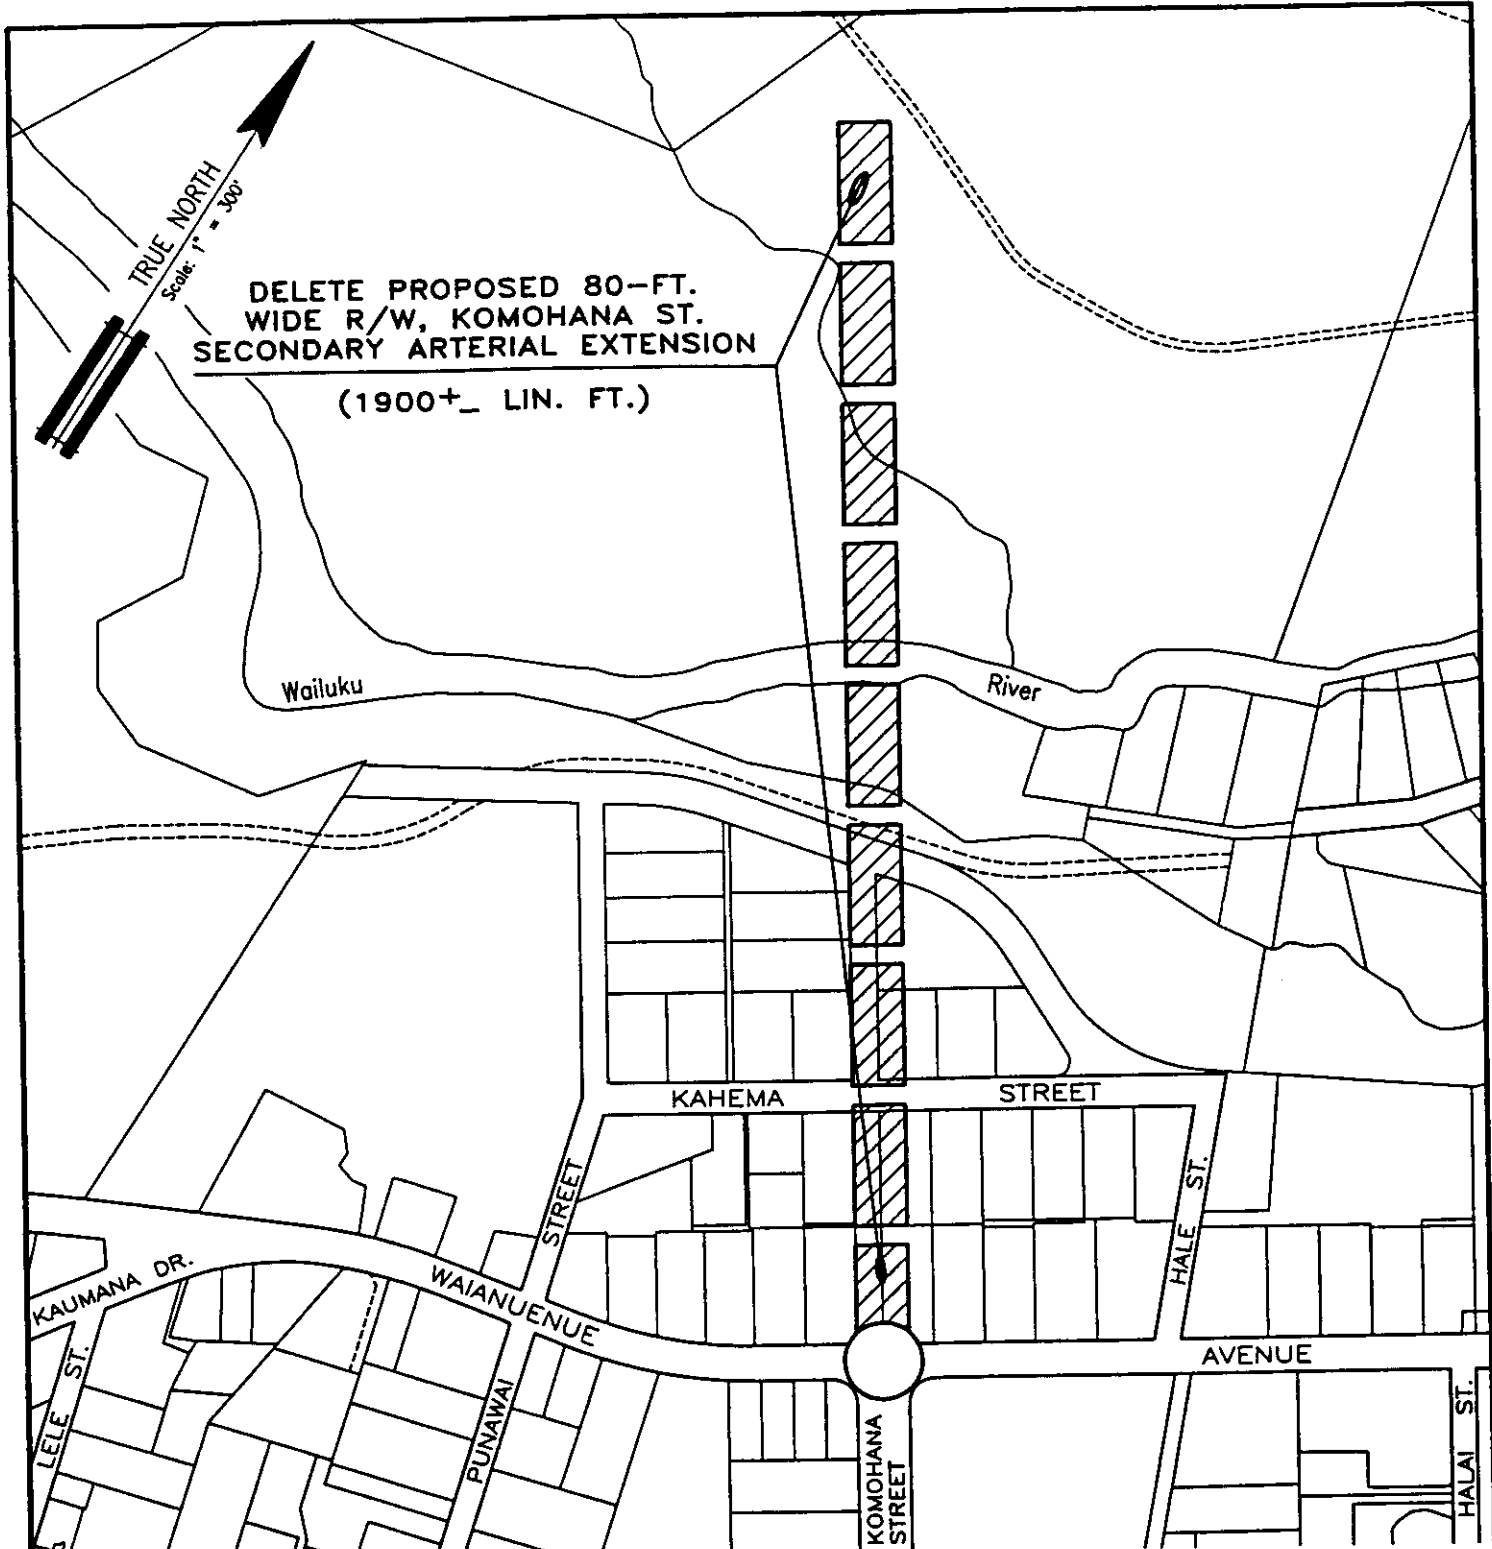 TRUE NORTH
Scale: 1" = 300'
DELETE PROPOSED 80-FT.
WIDE R/W, KOMOHANA ST.
SECONDARY ARTERIAL EXTENSION
(1900+_ LIN. FT.)
Wailuku
River
KAHEMA
STREET
STREET
HALE ST.
KAUMANA DR.
WAIANUENUE
AVENUE
LELE ST.
PUNAWAI
KOMOHANA
STREET
HALAI ST.